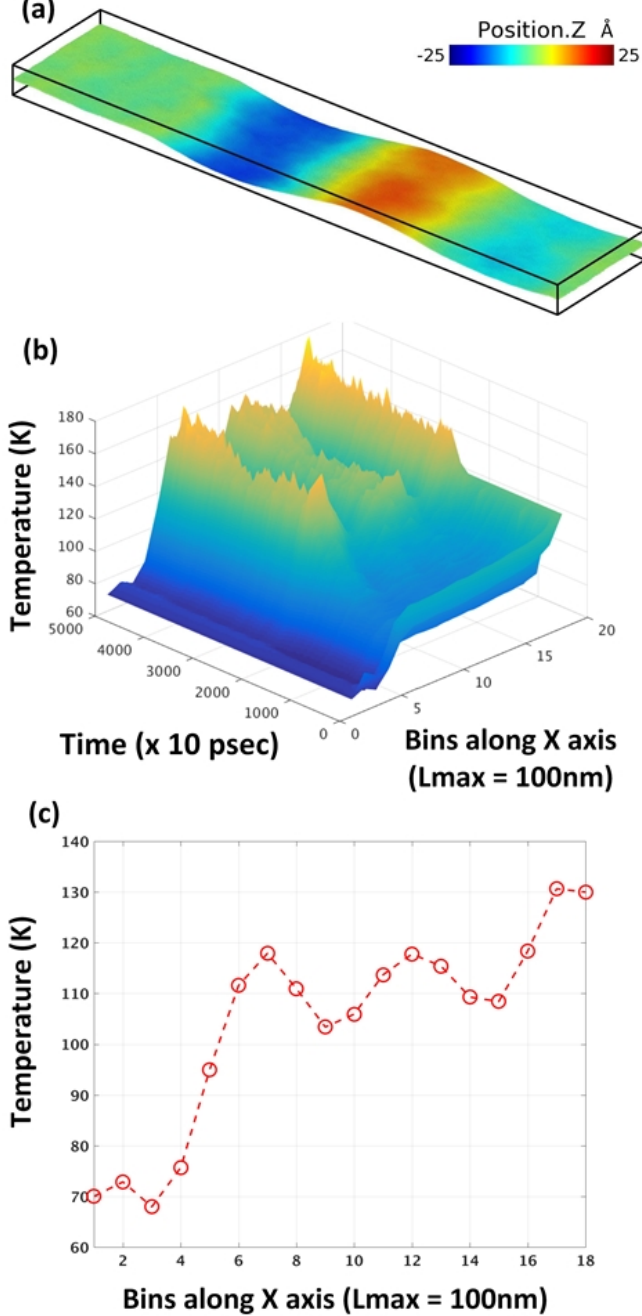 (a)
Position.Z Å
-25 25
(b)
Temperature (K)
180
160
140
120
100
80
60
5000
4000
3000
2000
1000
0
0
5
10
15
20
Time (x 10 psec)
Bins along X axis
(Lmax = 100nm)
(c)
Temperature (K)
140
130
120
110
100
90
80
70
60
2 4 6 8 10 12 14 16 18
Bins along X axis (Lmax = 100nm)